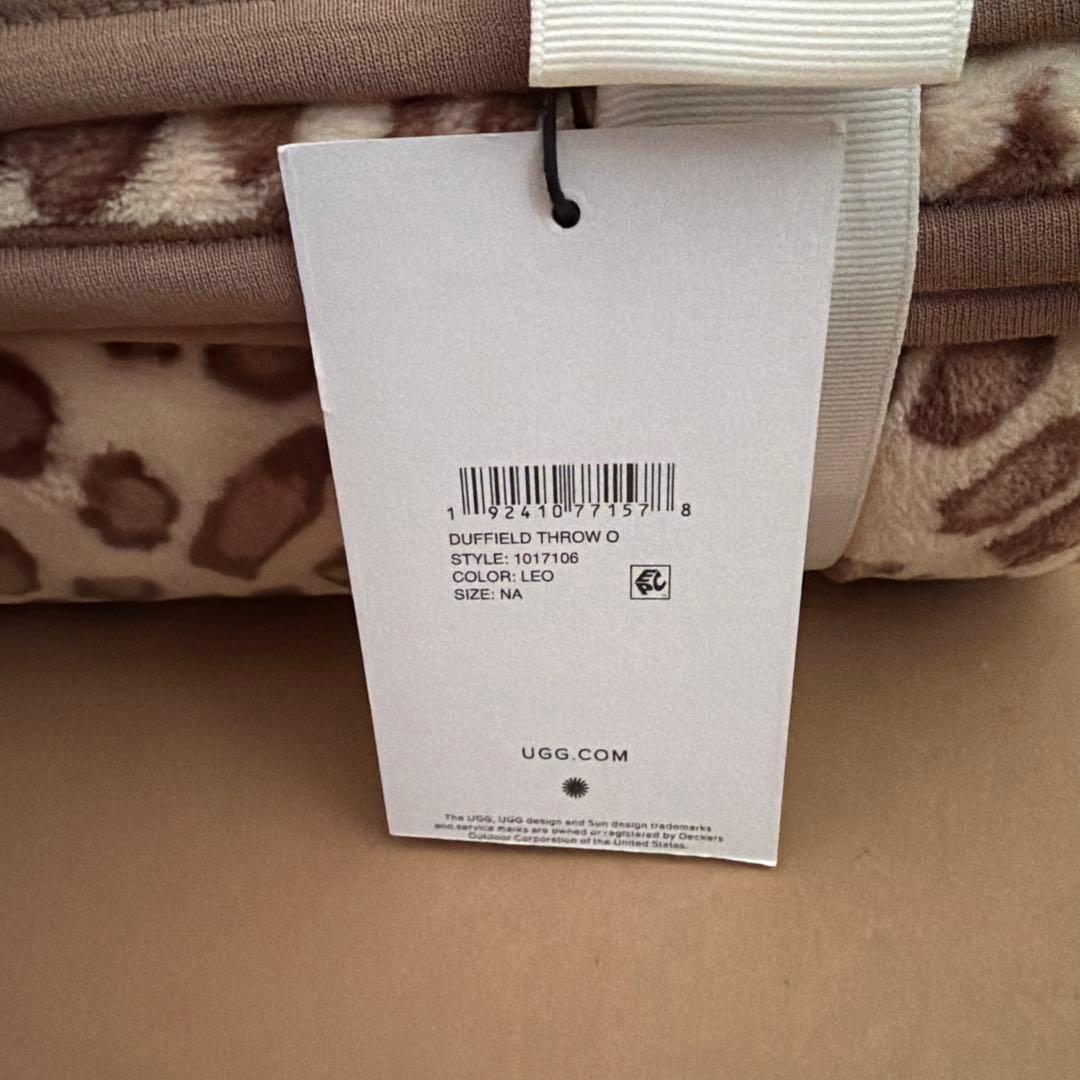 1 92410 77157 8
DUFFIELD THROW O
STYLE: 1017106
COLOR: LEO
SIZE: NA
EPC
UGG.COM
The UGG, UGG design and Sun design trademarks
and service marks are owned or registered by Deckers
Outdoor Corporation of the United States.